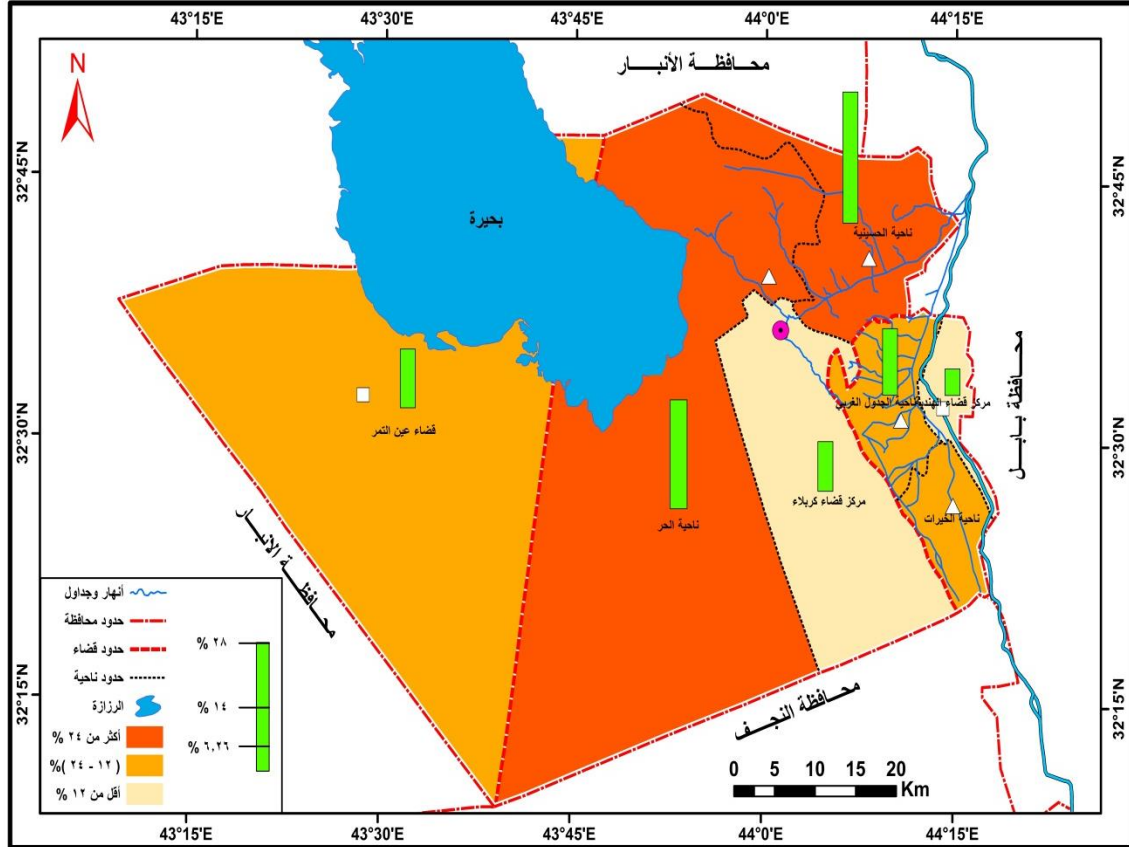 43°15'E 43°30'E 43°45'E 44°0'E 44°15'E
N
محافظة الأنبار
32°45'N 32°45'N
ناحية الحسينية
بحيرة
محافظة بابل
ناحية الجدول الغربي
مركز قضاء الهندية
قضاء عين التمر
32°30'N 32°30'N
مركز قضاء كربلاء
ناحية الحر
ناحية الخيرات
محافظة الأنبار
محافظة النجف
32°15'N 32°15'N
أنهار وجداول
حدود محافظة
حدود قضاء
حدود ناحية
الرزازة
أكثر من ٢٤ %
( ١٢ - ٢٤ )%
أقل من ١٢ %
٢٨ %
١٤ %
٦,٢٦ %
0 5 10 15 20
Km
43°15'E 43°30'E 43°45'E 44°0'E 44°15'E